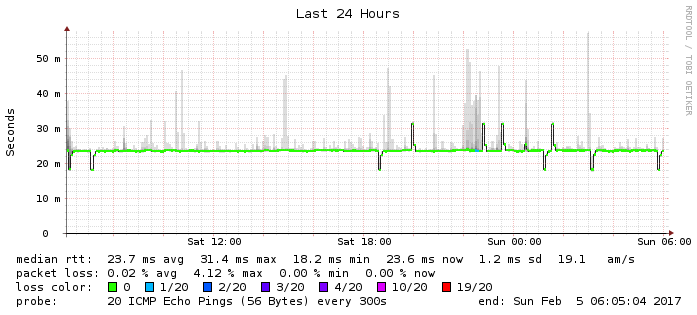 Last 24 Hours
RRDTOOL / TOBI OETIKER
Seconds
50 m
40 m
30 m
20 m
10 m
0
Sat 12:00 Sat 18:00 Sun 00:00 Sun 06:00
median rtt: 23.7 ms avg 31.4 ms max 18.2 ms min 23.6 ms now 1.2 ms sd 19.1 am/s
packet loss: 0.02 % avg 4.12 % max 0.00 % min 0.00 % now
loss color: 0 1/20 2/20 3/20 4/20 10/20 19/20
probe: 20 ICMP Echo Pings (56 Bytes) every 300s end: Sun Feb 5 06:05:04 2017